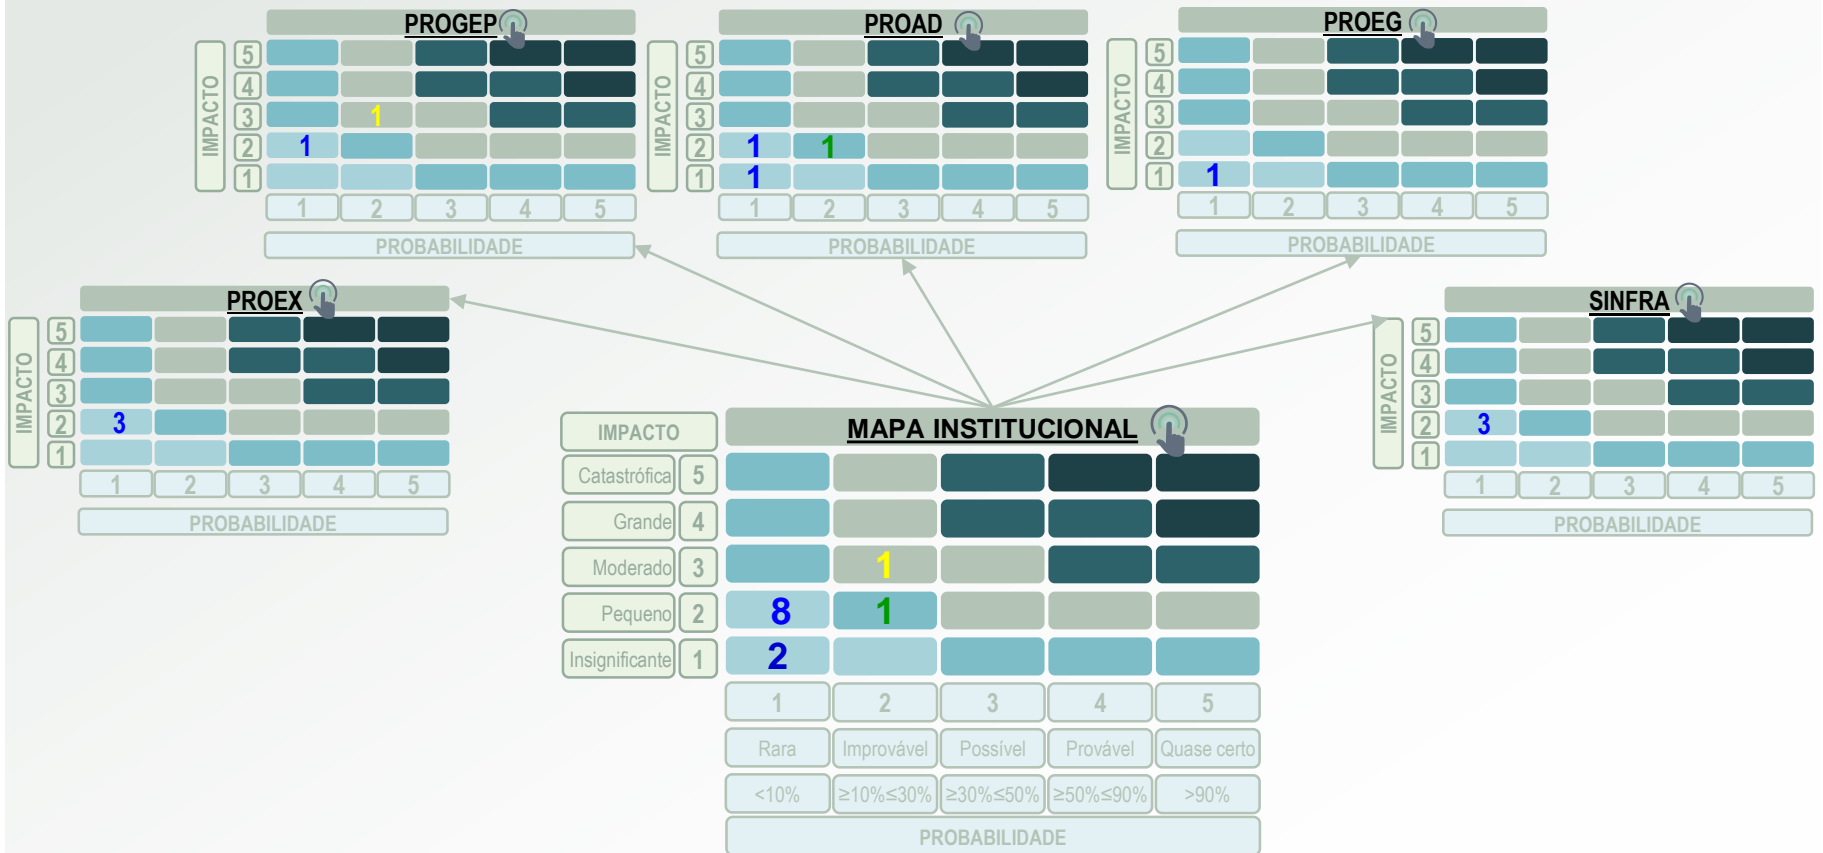 PROGEP
IMPACTO
5
4
3 1
2 1
1
1 2 3 4 5
PROBABILIDADE
PROAD
IMPACTO
5
4
3
2 1 1
1 1
1 2 3 4 5
PROBABILIDADE
PROEG
IMPACTO
5
4
3
2
1 1
1 2 3 4 5
PROBABILIDADE
PROEX
IMPACTO
5
4
3
2 3
1
1 2 3 4 5
PROBABILIDADE
SINFRA
IMPACTO
5
4
3
2 3
1
1 2 3 4 5
PROBABILIDADE
IMPACTO MAPA INSTITUCIONAL
Catastrófica 5
Grande 4
Moderado 3 1
Pequeno 2 8 1
Insignificante 1 2
1 2 3 4 5
Rara Improvável Possível Provável Quase certo
<10% ≥10%≤30% ≥30%≤50% ≥50%≤90% >90%
PROBABILIDADE